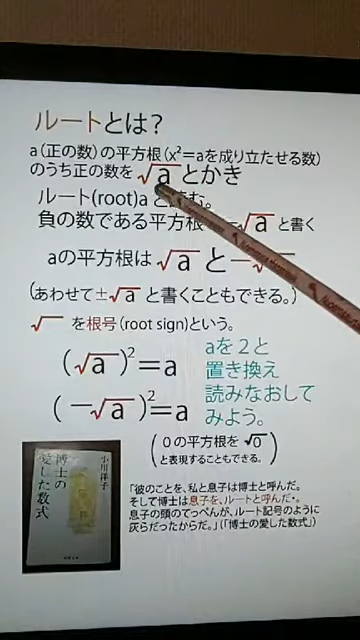 ルートとは？
a（正の数）の平方根（x²＝aを成り立たせる数）
のうち正の数を √a とかき
ルート(root)a と読む。
負の数である平方根 −√a と書く
aの平方根は √a と −√
(あわせて±√a と書くこともできる。)
√ を根号(root sign)という。
(√a)²＝a
(−√a)²＝a
aを２と
置き換え
読みなおして
みよう。
(０の平方根を √0
と表現することもできる。)
小川洋子
博士の
愛した数式
「彼のことを、私と息子は博士と呼んだ。
そして博士は息子を、ルートと呼んだ・。
息子の頭のてっぺんが、ルート記号のように
平らだったからだ。」(「博士の愛した数式」)